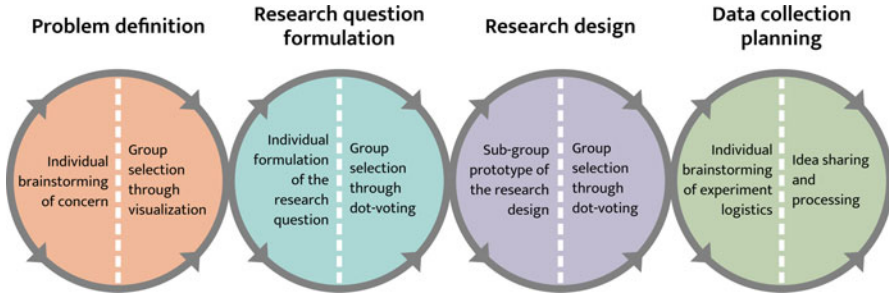 Problem definition
Research question
formulation
Research design
Data collection
planning
Individual
brainstorming
of concern
Group
selection
through
visualization
Individual
formulation
of the
research
question
Group
selection
through
dot-voting
Sub-group
prototype of
the research
design
Group
selection
through
dot-voting
Individual
brainstorming
of experiment
logistics
Idea sharing
and
processing